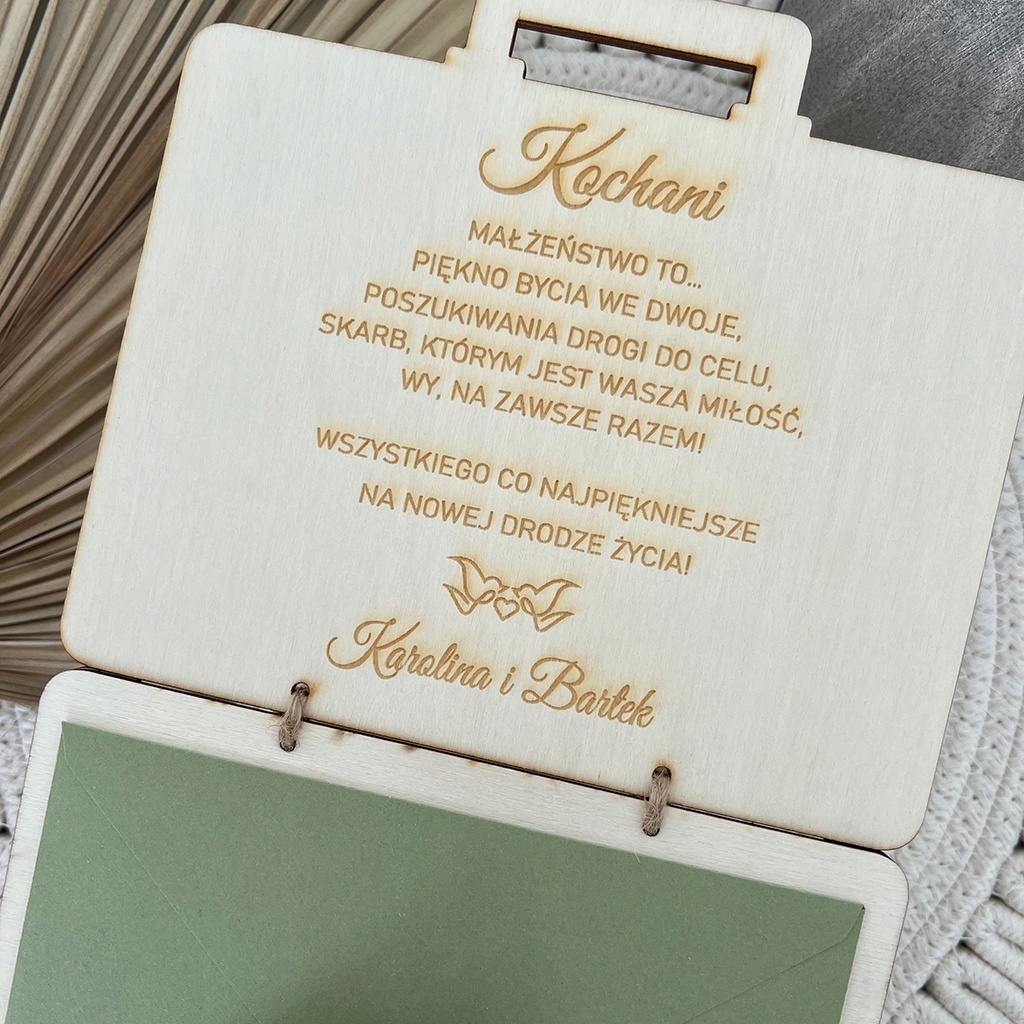 Kochani
MAŁŻEŃSTWO TO...
PIĘKNO BYCIA WE DWOJE,
POSZUKIWANIA DROGI DO CELU,
SKARB, KTÓRYM JEST WASZA MIŁOŚĆ,
WY, NA ZAWSZE RAZEM!
WSZYSTKIEGO CO NAJPIĘKNIEJSZE
NA NOWEJ DRODZE ŻYCIA!
Karolina i Bartek